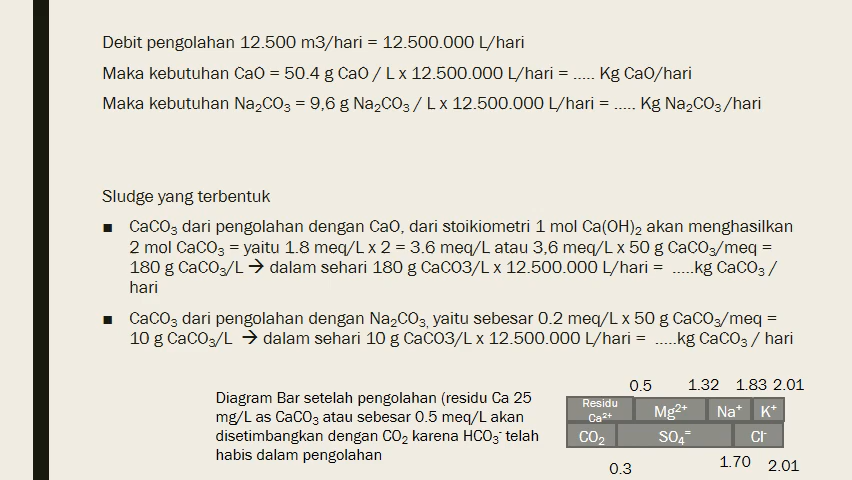 Debit pengolahan 12.500 m3/hari = 12.500.000 L/hari
Maka kebutuhan CaO = 50.4 g CaO / L x 12.500.000 L/hari = ..... Kg CaO/hari
Maka kebutuhan Na₂CO₃ = 9,6 g Na₂CO₃ / L x 12.500.000 L/hari = ..... Kg Na₂CO₃/hari
Sludge yang terbentuk
■ CaCO₃ dari pengolahan dengan CaO, dari stoikiometri 1 mol Ca(OH)₂ akan menghasilkan
2 mol CaCO₃ = yaitu 1.8 meq/L x 2 = 3.6 meq/L atau 3,6 meq/L x 50 g CaCO₃/meq =
180 g CaCO₃/L → dalam sehari 180 g CaCO3/L x 12.500.000 L/hari = .....kg CaCO₃ /
hari
■ CaCO₃ dari pengolahan dengan Na₂CO₃, yaitu sebesar 0.2 meq/L x 50 g CaCO₃/meq =
10 g CaCO₃/L → dalam sehari 10 g CaCO3/L x 12.500.000 L/hari = .....kg CaCO₃ / hari
Diagram Bar setelah pengolahan (residu Ca 25
mg/L as CaCO₃ atau sebesar 0.5 meq/L akan
disetimbangkan dengan CO₂ karena HCO₃⁻ telah
habis dalam pengolahan
0.5 1.32 1.83 2.01
Residu
Ca²⁺ Mg²⁺ Na⁺ K⁺
CO₂ SO₄⁼ Cl⁻
0.3 1.70 2.01